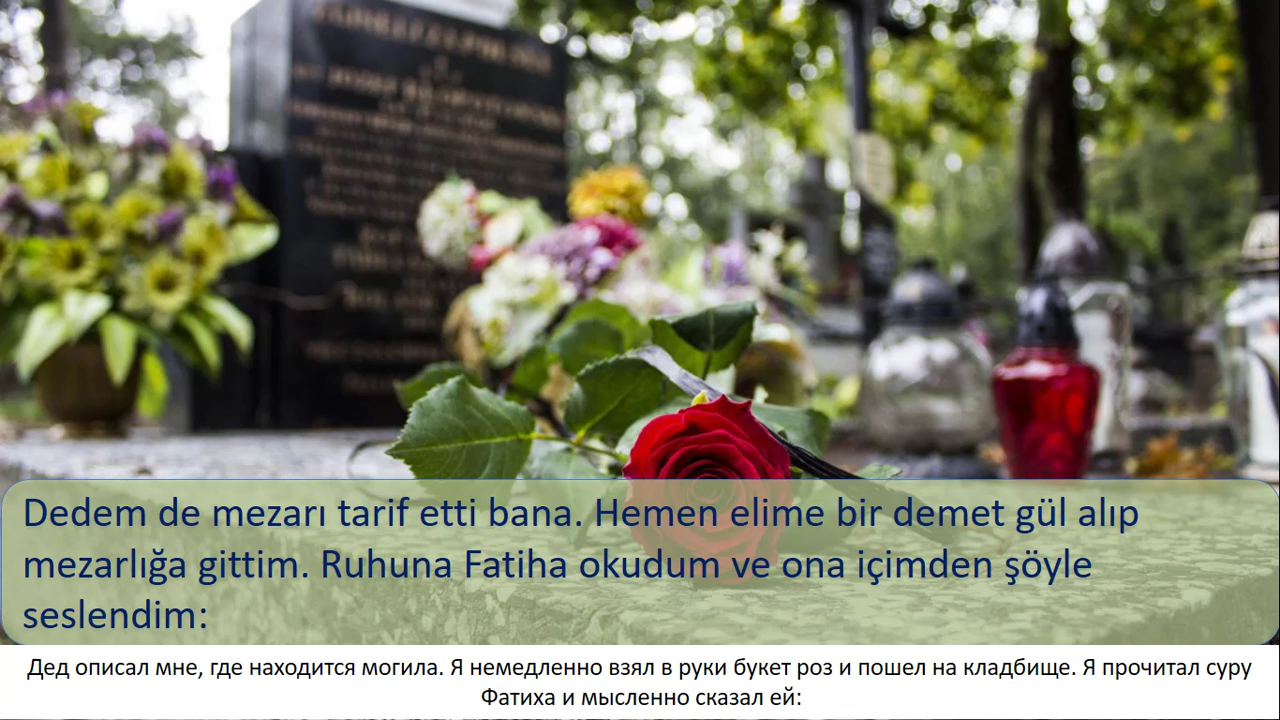 Dedem de mezarı tarif etti bana. Hemen elime bir demet gül alıp
mezarlığa gittim. Ruhuna Fatiha okudum ve ona içimden şöyle
seslendim:
Дед описал мне, где находится могила. Я немедленно взял в руки букет роз и пошел на кладбище. Я прочитал суру
Фатиха и мысленно сказал ей: